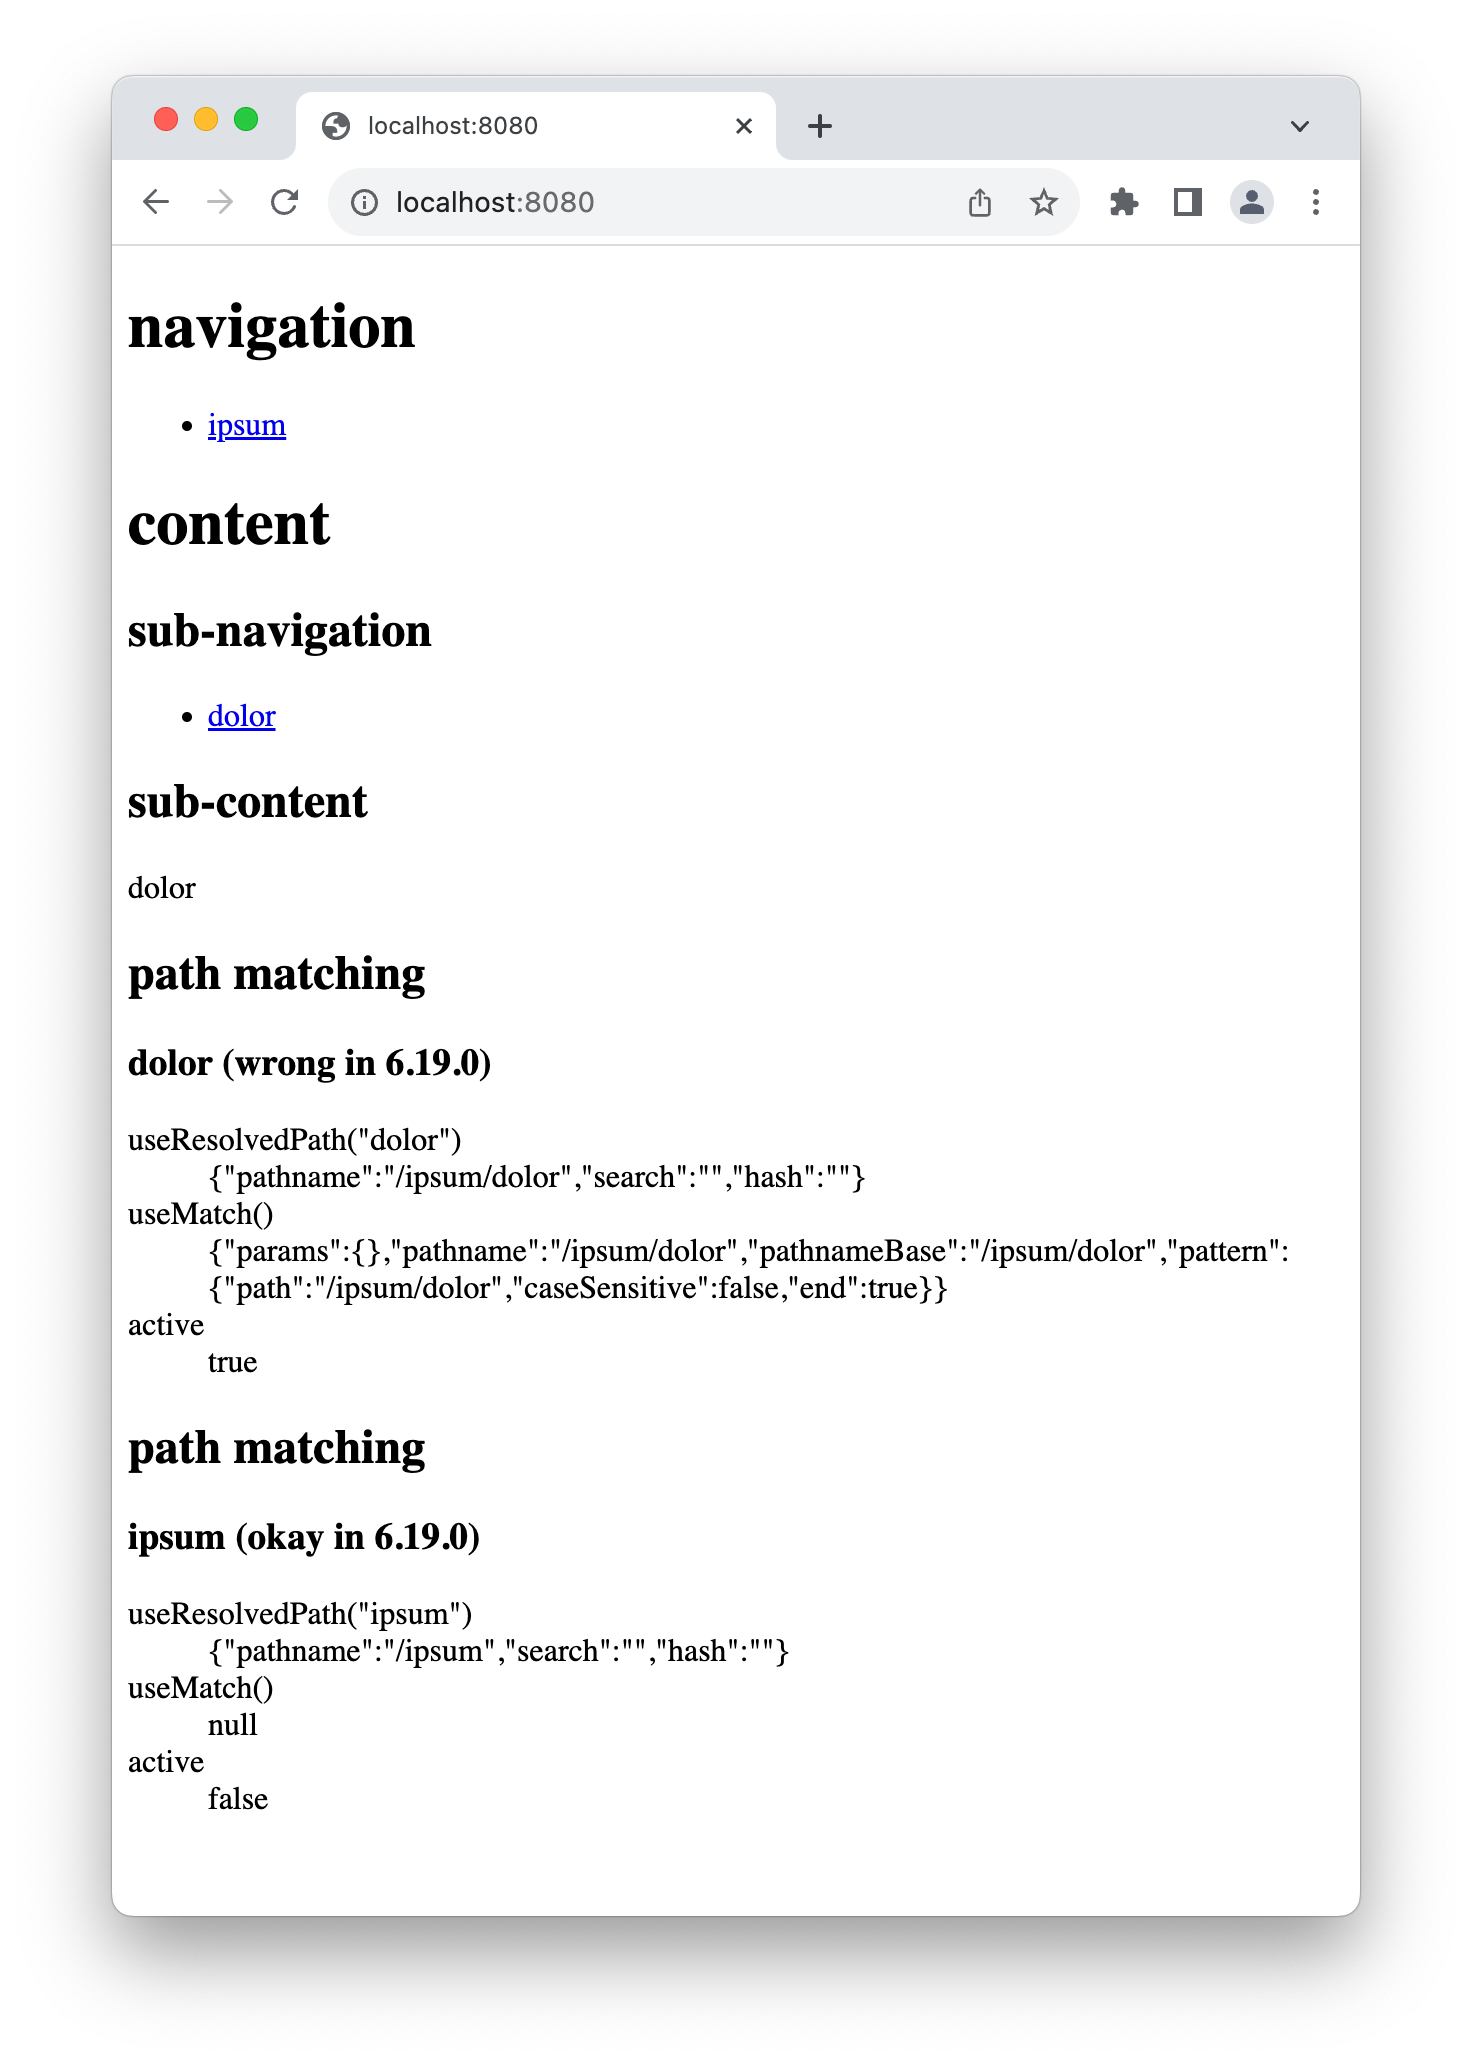 localhost:8080
localhost:8080
navigation
ipsum
content
sub-navigation
dolor
sub-content
dolor
path matching
dolor (wrong in 6.19.0)
useResolvedPath("dolor")
{"pathname":"/ipsum/dolor","search":"","hash":""}
useMatch()
{"params":{},"pathname":"/ipsum/dolor","pathnameBase":"/ipsum/dolor","pattern":
{"path":"/ipsum/dolor","caseSensitive":false,"end":true}}
active
true
path matching
ipsum (okay in 6.19.0)
useResolvedPath("ipsum")
{"pathname":"/ipsum","search":"","hash":""}
useMatch()
null
active
false